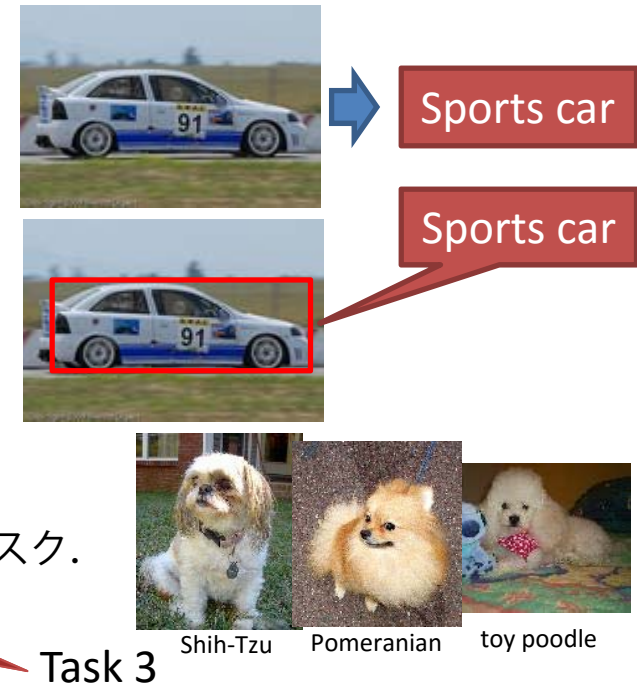 91
Sports car
Sports car
91
スク.
Shih-Tzu Pomeranian toy poodle
Task 3